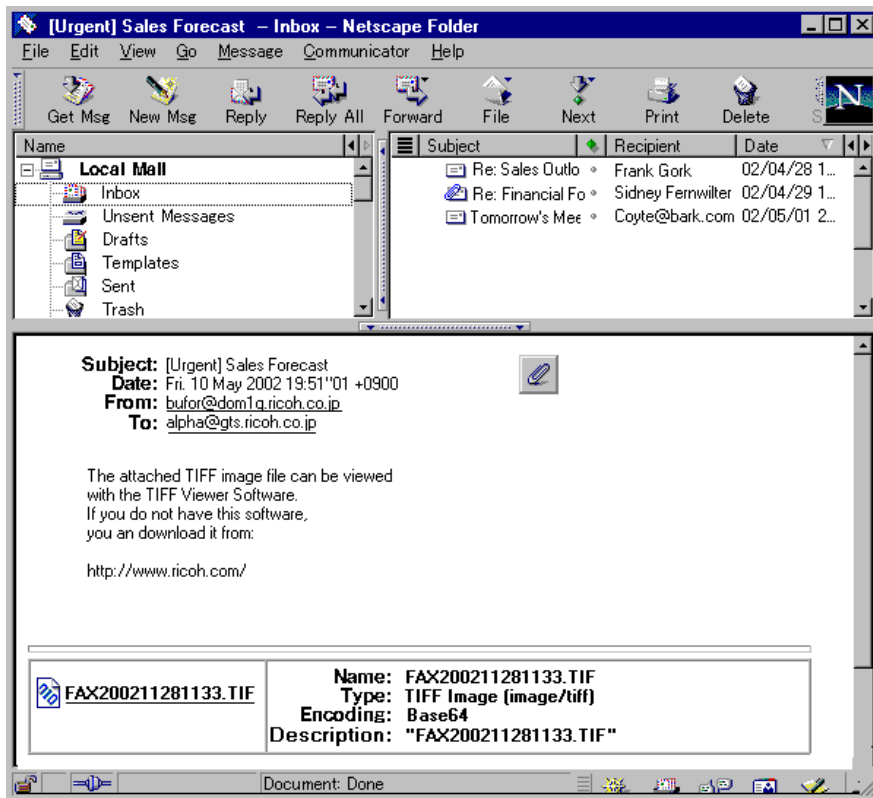 [Urgent] Sales Forecast – Inbox – Netscape Folder
File Edit View Go Message Communicator Help
Get Msg New Msg Reply Reply All Forward File Next Print Delete S N
Name Subject Recipient Date
Local Mall
Inbox
Unsent Messages
Drafts
Templates
Sent
Trash
Re: Sales Outlo Frank Gork 02/04/28 1...
Re: Financial Fo Sidney Fernwilter 02/04/29 1...
Tomorrow's Mee Coyte@bark.com 02/05/01 2...
Subject: [Urgent] Sales Forecast
Date: Fri. 10 May 2002 19:51"01 +0900
From: bufor@dom1q.ricoh.co.jp
To: alpha@gts.ricoh.co.jp
The attached TIFF image file can be viewed
with the TIFF Viewer Software.
If you do not have this software,
you an download it from:
http://www.ricoh.com/
FAX200211281133.TIF
Name: FAX200211281133.TIF
Type: TIFF Image (image/tiff)
Encoding: Base64
Description: "FAX200211281133.TIF"
Document: Done